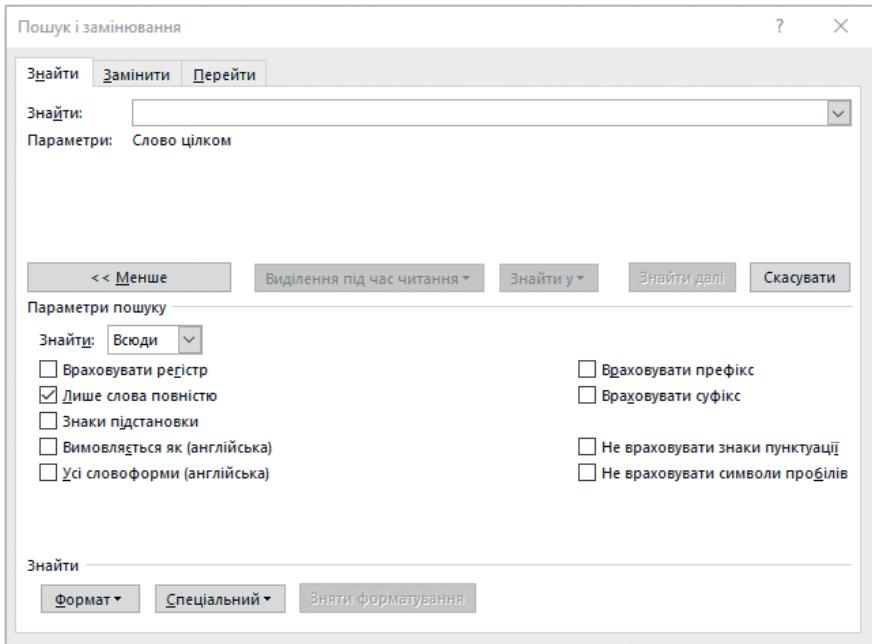 Пошук і замінювання ?
Знайти Замінити Перейти
Знайти:
Параметри: Слово цілком
<< Менше Виділення під час читання Знайти у Знайти далі Скасувати
Параметри пошуку
Знайти: Всюди
Враховувати регістр Враховувати префікс
Лише слова повністю Враховувати суфікс
Знаки підстановки
Вимовляється як (англійська) Не враховувати знаки пунктуації
Усі словоформи (англійська) Не враховувати символи пробілів
Знайти
Формат Спеціальний Зняти форматування